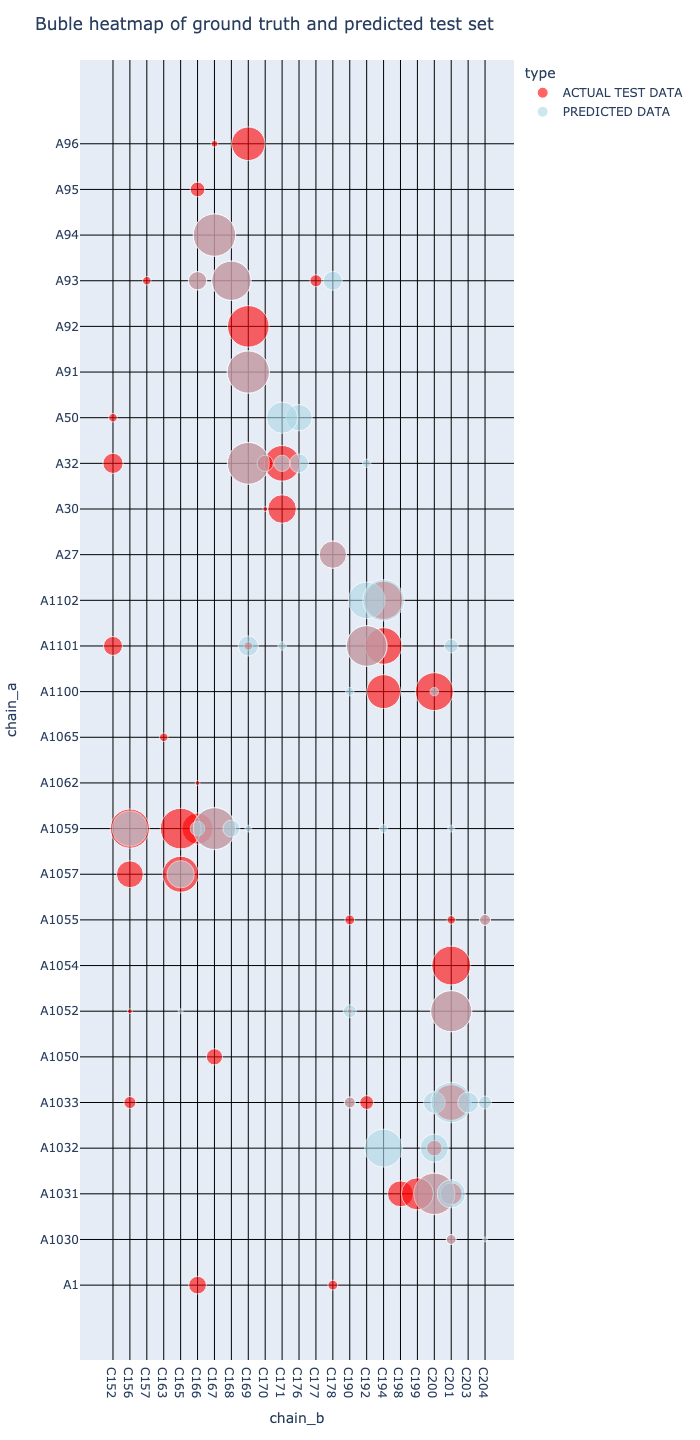 Buble heatmap of ground truth and predicted test set
type
ACTUAL TEST DATA
PREDICTED DATA
A96
A95
A94
A93
A92
A91
A50
A32
A30
A27
A1102
A1101
A1100
A1065
A1062
A1059
A1057
A1055
A1054
A1052
A1050
A1033
A1032
A1031
A1030
A1
chain_a
C152
C156
C157
C163
C165
C166
C167
C168
C169
C170
C171
C176
C177
C178
C190
C192
C194
C198
C199
C200
C201
C203
C204
chain_b